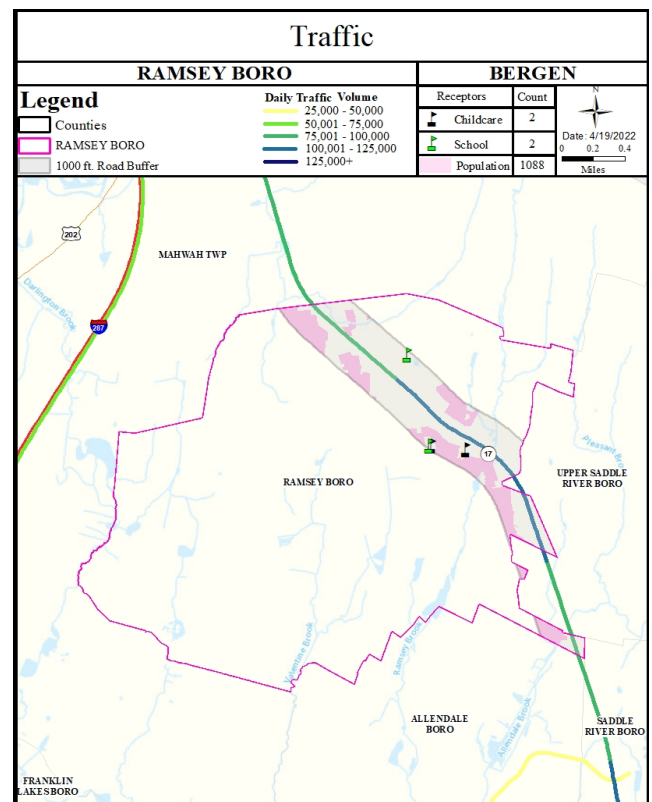 Traffic
RAMSEY BORO
BERGEN
Legend
Counties
RAMSEY BORO
1000 ft. Road Buffer
Daily Traffic Volume
25,000 - 50,000
50,001 - 75,000
75,001 - 100,000
100,001 - 125,000
125,000+
Receptors Count
Childcare 2
School 2
Population 1088
N
Date: 4/19/2022
0 0.2 0.4
Miles
202
MAHWAH TWP
Darlington Brook
287
17
Pleasant Bro
UPPER SADDLE
RIVER BORO
RAMSEY BORO
Valentine Brook
Ramsey Brook
Allendale Brook
ALLENDALE
BORO
SADDLE
RIVER BORO
FRANKLIN
LAKES BORO